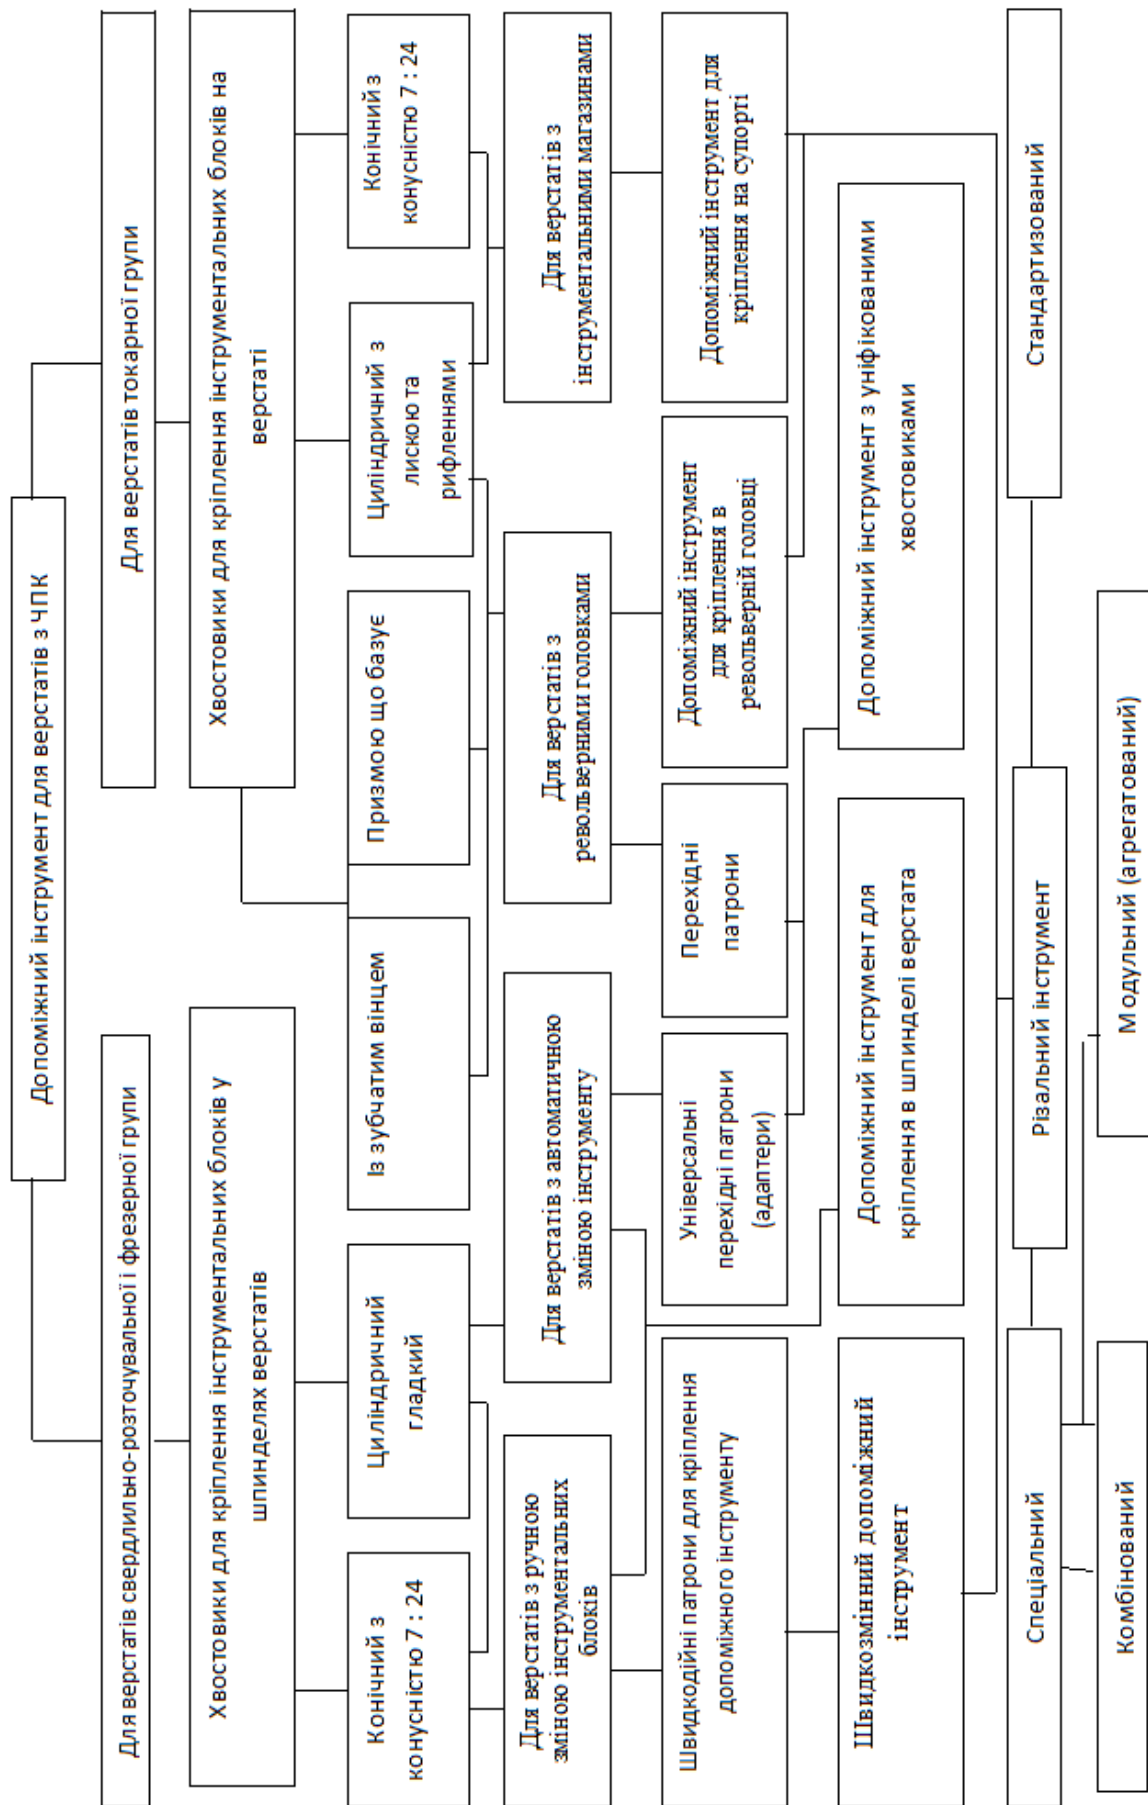 Допоміжний інструмент для верстатів з ЧПК
Для верстатів свердлильно-розточувальної і фрезерної групи
Для верстатів токарної групи
Хвостовики для кріплення інструментальних блоків у
шпинделях верстатів
Хвостовики для кріплення інструментальних блоків на
верстаті
Конічний з
конусністю 7 : 24
Циліндричний
гладкий
Із зубчатим вінцем
Призмою що базує
Циліндричний з
лискою та
рифленнями
Конічний з
конусністю 7 : 24
Для верстатів з ручною
зміною інструментальних
блоків
Для верстатів з автоматичною
зміною інструменту
Для верстатів з
револьверними головками
Для верстатів з
інструментальними магазинами
Швидкодійні патрони для кріплення
допоміжного інструменту
Універсальні
перехідні патрони
(адаптери)
Перехідні
патрони
Допоміжний інструмент
для кріплення в
револьверній головці
Допоміжний інструмент для
кріплення на супорті
Швидкозмінний допоміжний
інструмент
Допоміжний інструмент для
кріплення в шпинделі верстата
Допоміжний інструмент з уніфікованими
хвостовиками
Спеціальний
Різальний інструмент
Стандартизований
Комбінований
Модульний (агрегатований)